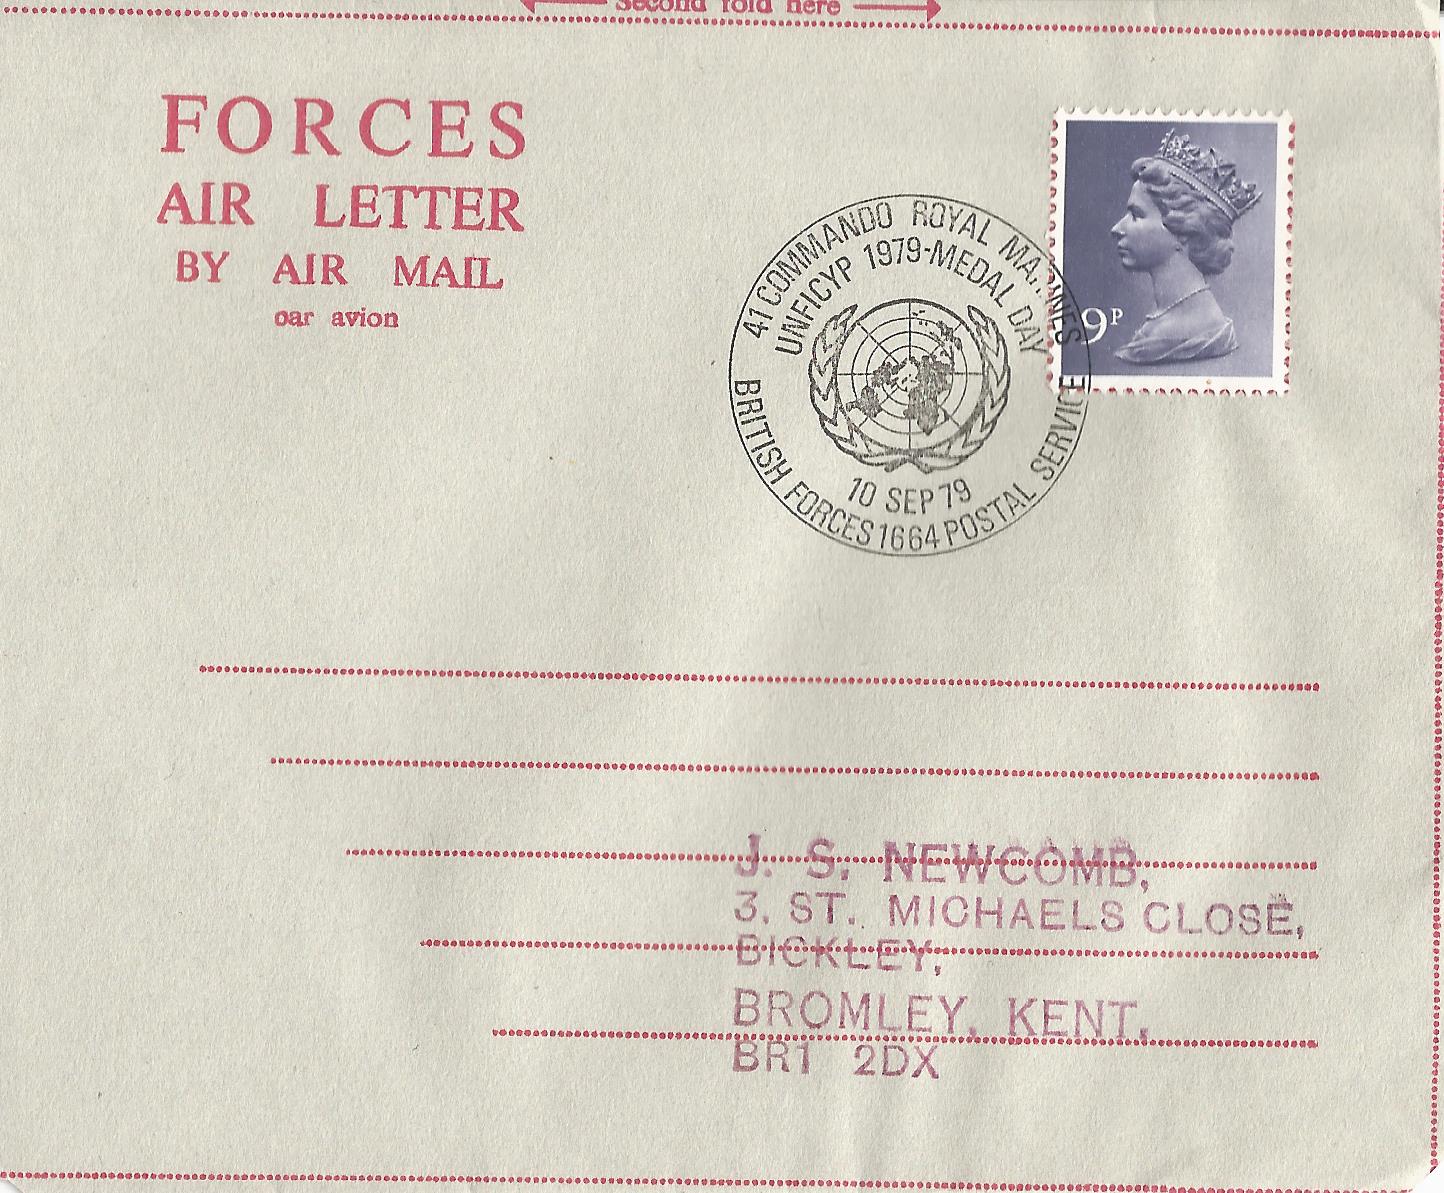 Second fold here
FORCES
AIR LETTER
BY AIR MAIL
par avion
41 COMMANDO ROYAL MARINES
UNFICYP 1979-MEDAL DAY
10 SEP 79
BRITISH FORCES 1664 POSTAL SERVICE
9P
J. S. NEWCOMB,
3, ST. MICHAELS CLOSE,
BICKLEY,
BROMLEY, KENT.
BR1 2DX